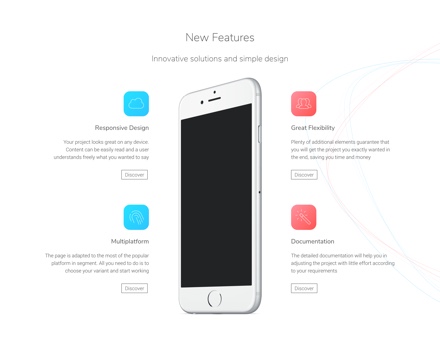 New Features
Innovative solutions and simple design
Responsive Design
Your project looks great on any device.
Content can be easily read and a user
understands freely what you wanted to say
Discover
Great Flexibility
Plenty of additional elements guarantee that
you will get the project you exactly wanted in
the end, saving you time and money
Discover
Multiplatform
The page is adapted to the most of the popular
platform in segment. All you need to do is to
choose your variant and start working
Discover
Documentation
The detailed documentation will help you in
adjusting the project with little effort according
to your requirements
Discover